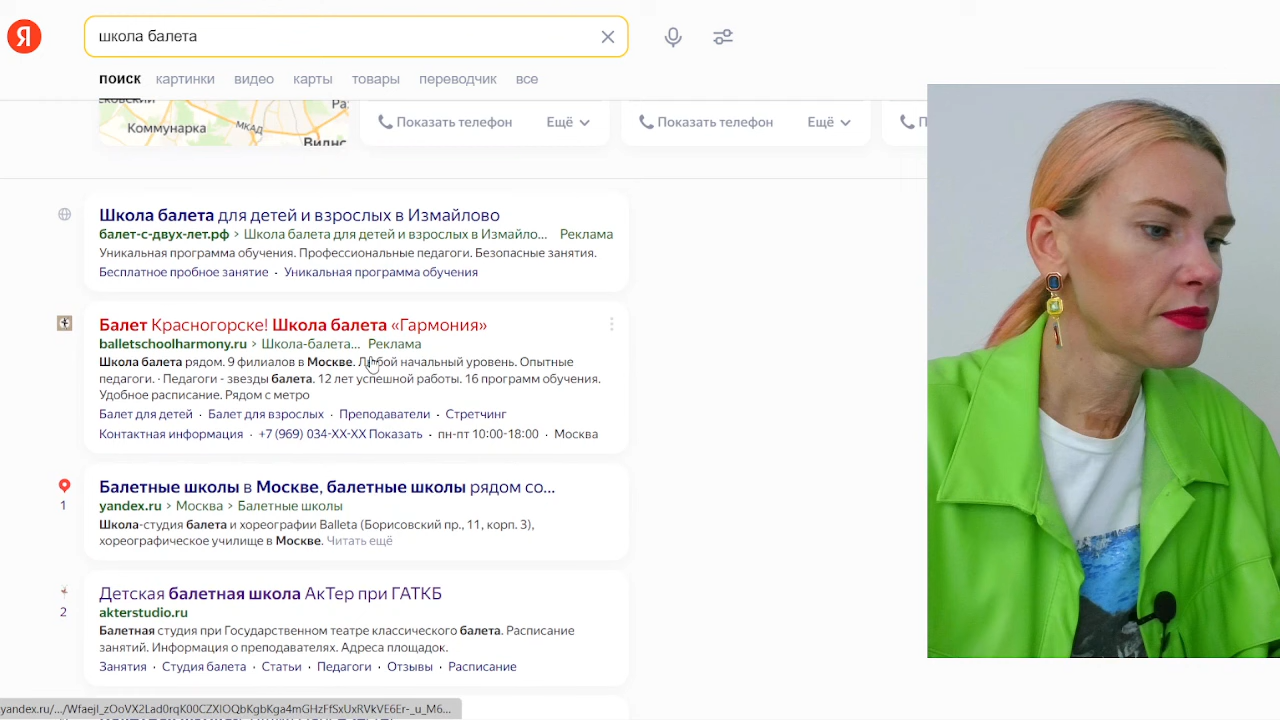 Я
школа балета
поиск картинки видео карты товары переводчик все
Коммунарка
МКАД
Показать телефон Ещё
Показать телефон Ещё
П
Школа балета для детей и взрослых в Измайлово
балет-с-двух-лет.рф > Школа балета для детей и взрослых в Измайло... Реклама
Уникальная программа обучения. Профессиональные педагоги. Безопасные занятия.
Бесплатное пробное занятие · Уникальная программа обучения
Балет Красногорске! Школа балета «Гармония»
balletschoolharmony.ru > Школа-балета... Реклама
Школа балета рядом. 9 филиалов в Москве. Любой начальный уровень. Опытные
педагоги. · Педагоги - звезды балета. 12 лет успешной работы. 16 программ обучения.
Удобное расписание. Рядом с метро
Балет для детей · Балет для взрослых · Преподаватели · Стретчинг
Контактная информация · +7 (969) 034-XX-XX Показать · пн-пт 10:00-18:00 · Москва
1
Балетные школы в Москве, балетные школы рядом со...
yandex.ru > Москва > Балетные школы
Школа-студия балета и хореографии Balleta (Борисовский пр., 11, корп. 3),
хореографическое училище в Москве. Читать ещё
2
Детская балетная школа АкТер при ГАТКБ
akterstudio.ru
Балетная студия при Государственном театре классического балета. Расписание
занятий. Информация о преподавателях. Адреса площадок.
Занятия · Студия балета · Статьи · Педагоги · Отзывы · Расписание